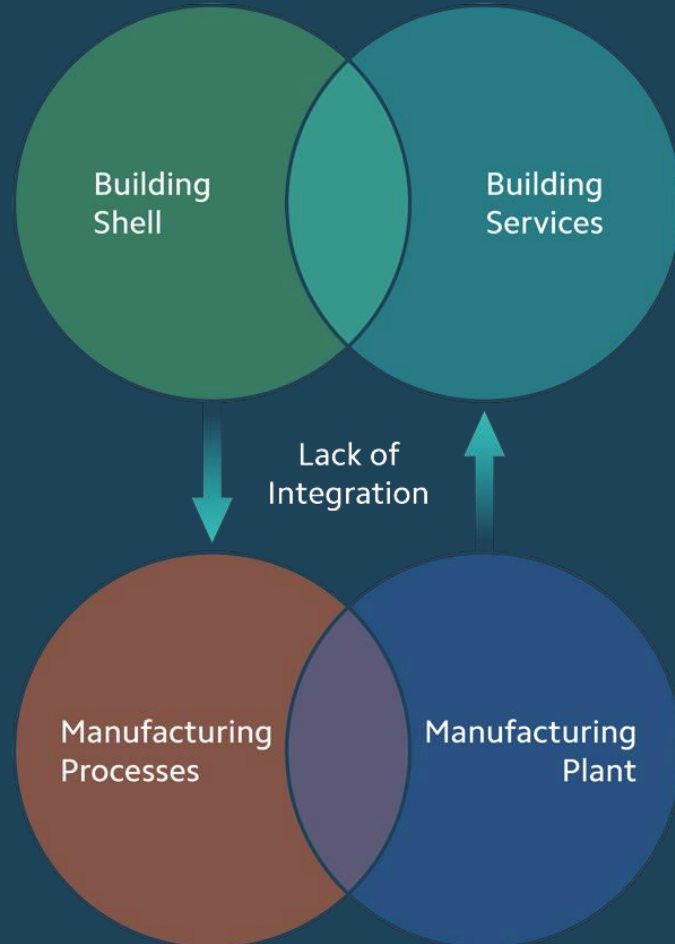 Building
Shell
Building
Services
Lack of
Integration
Manufacturing
Processes
Manufacturing
Plant